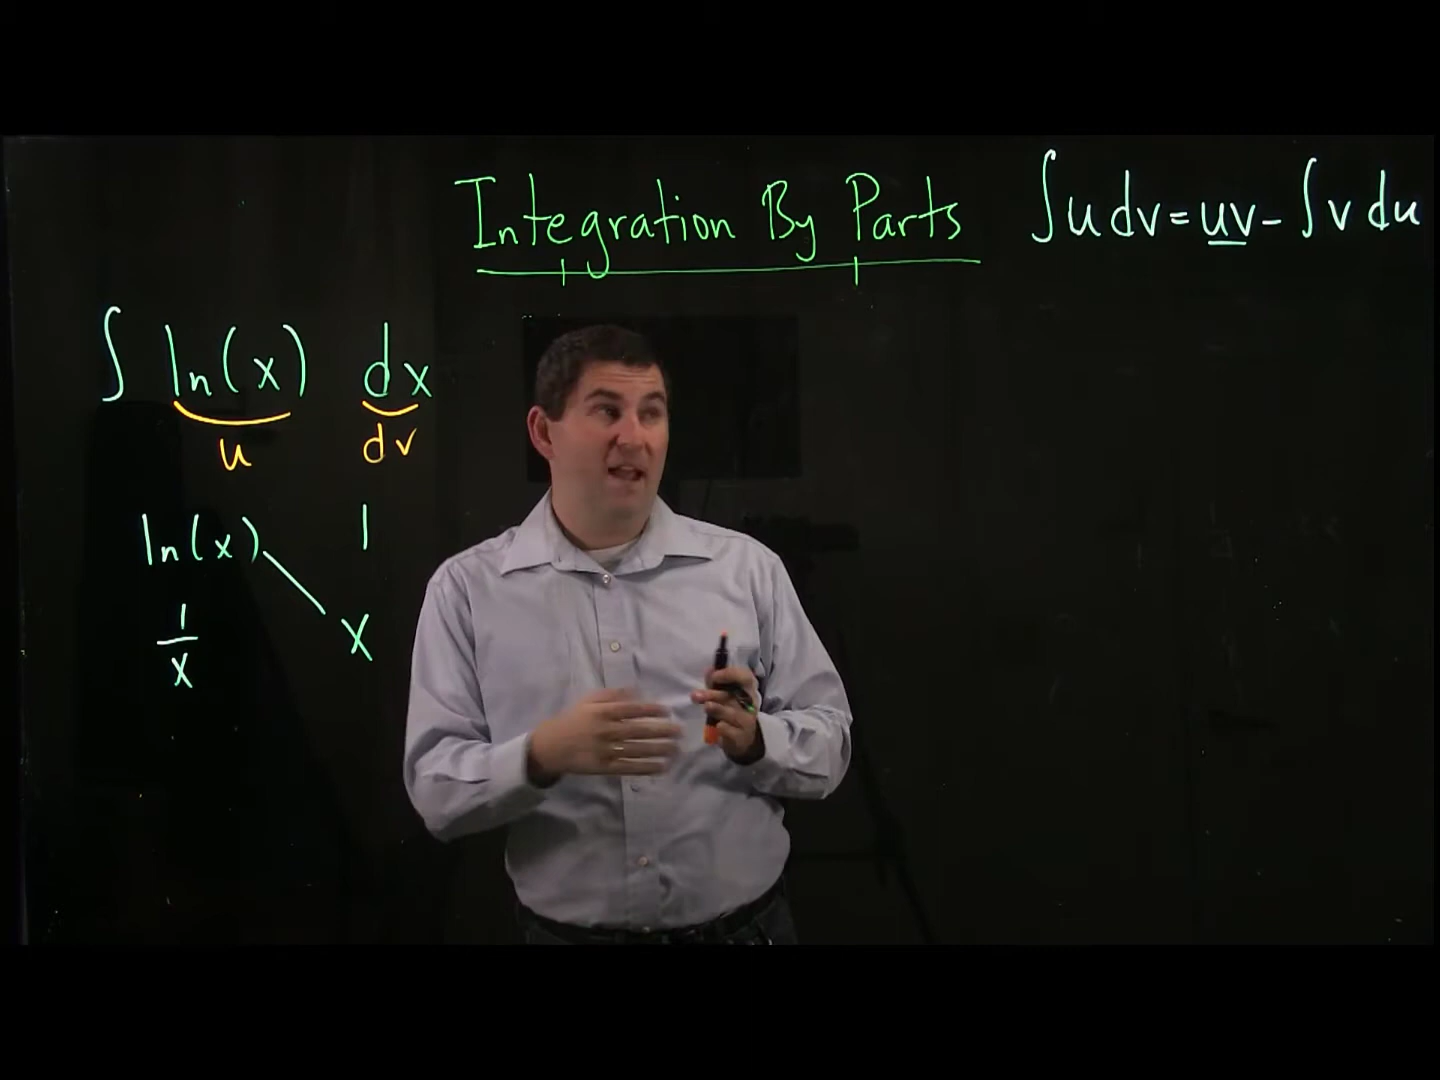 Integration By Parts
∫u dv = uv - ∫v du
∫ ln(x) dx
u dv
ln(x) 1
1/x x